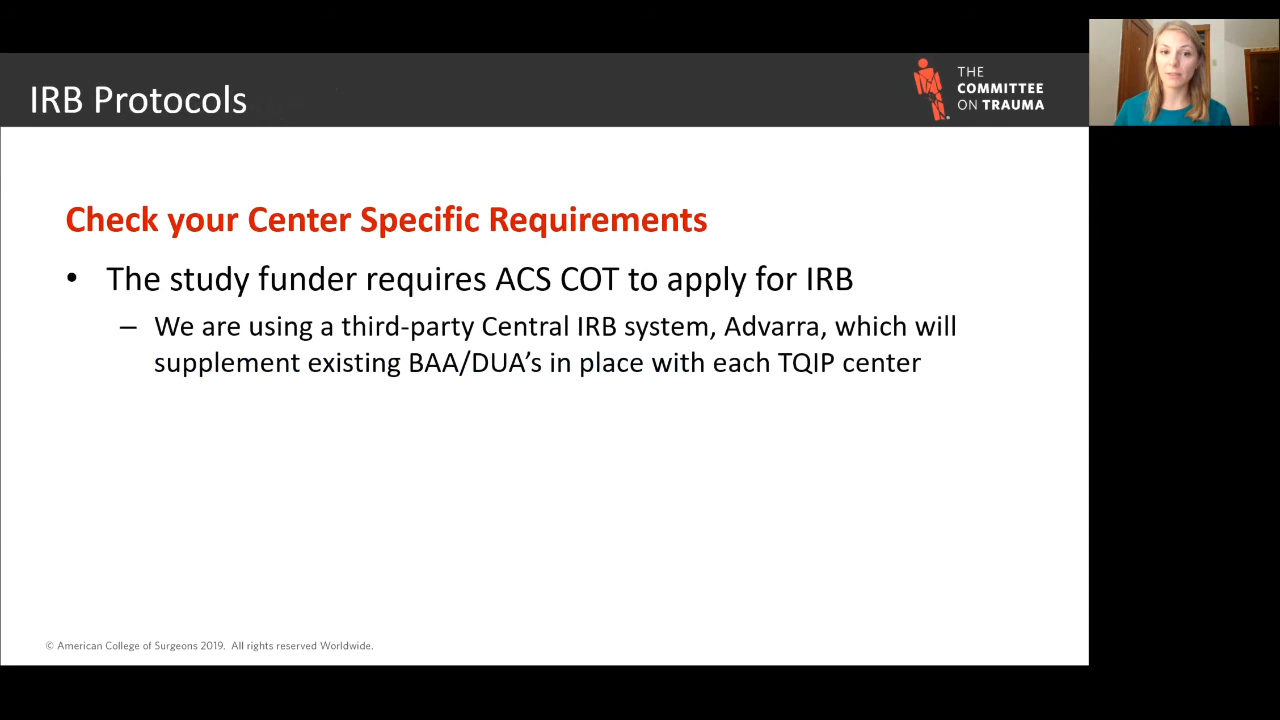 IRB Protocols
THE
COMMITTEE
ON TRAUMA
Check your Center Specific Requirements
• The study funder requires ACS COT to apply for IRB
– We are using a third-party Central IRB system, Advarra, which will
supplement existing BAA/DUA’s in place with each TQIP center
© American College of Surgeons 2019. All rights reserved Worldwide.